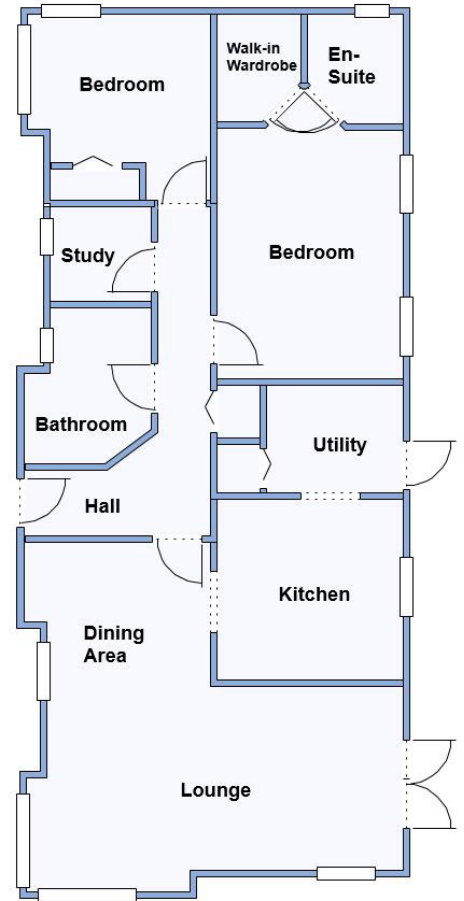 Bedroom
Walk-in
Wardrobe
En-
Suite
Study
Bedroom
Bathroom
Utility
Hall
Kitchen
Dining
Area
Lounge